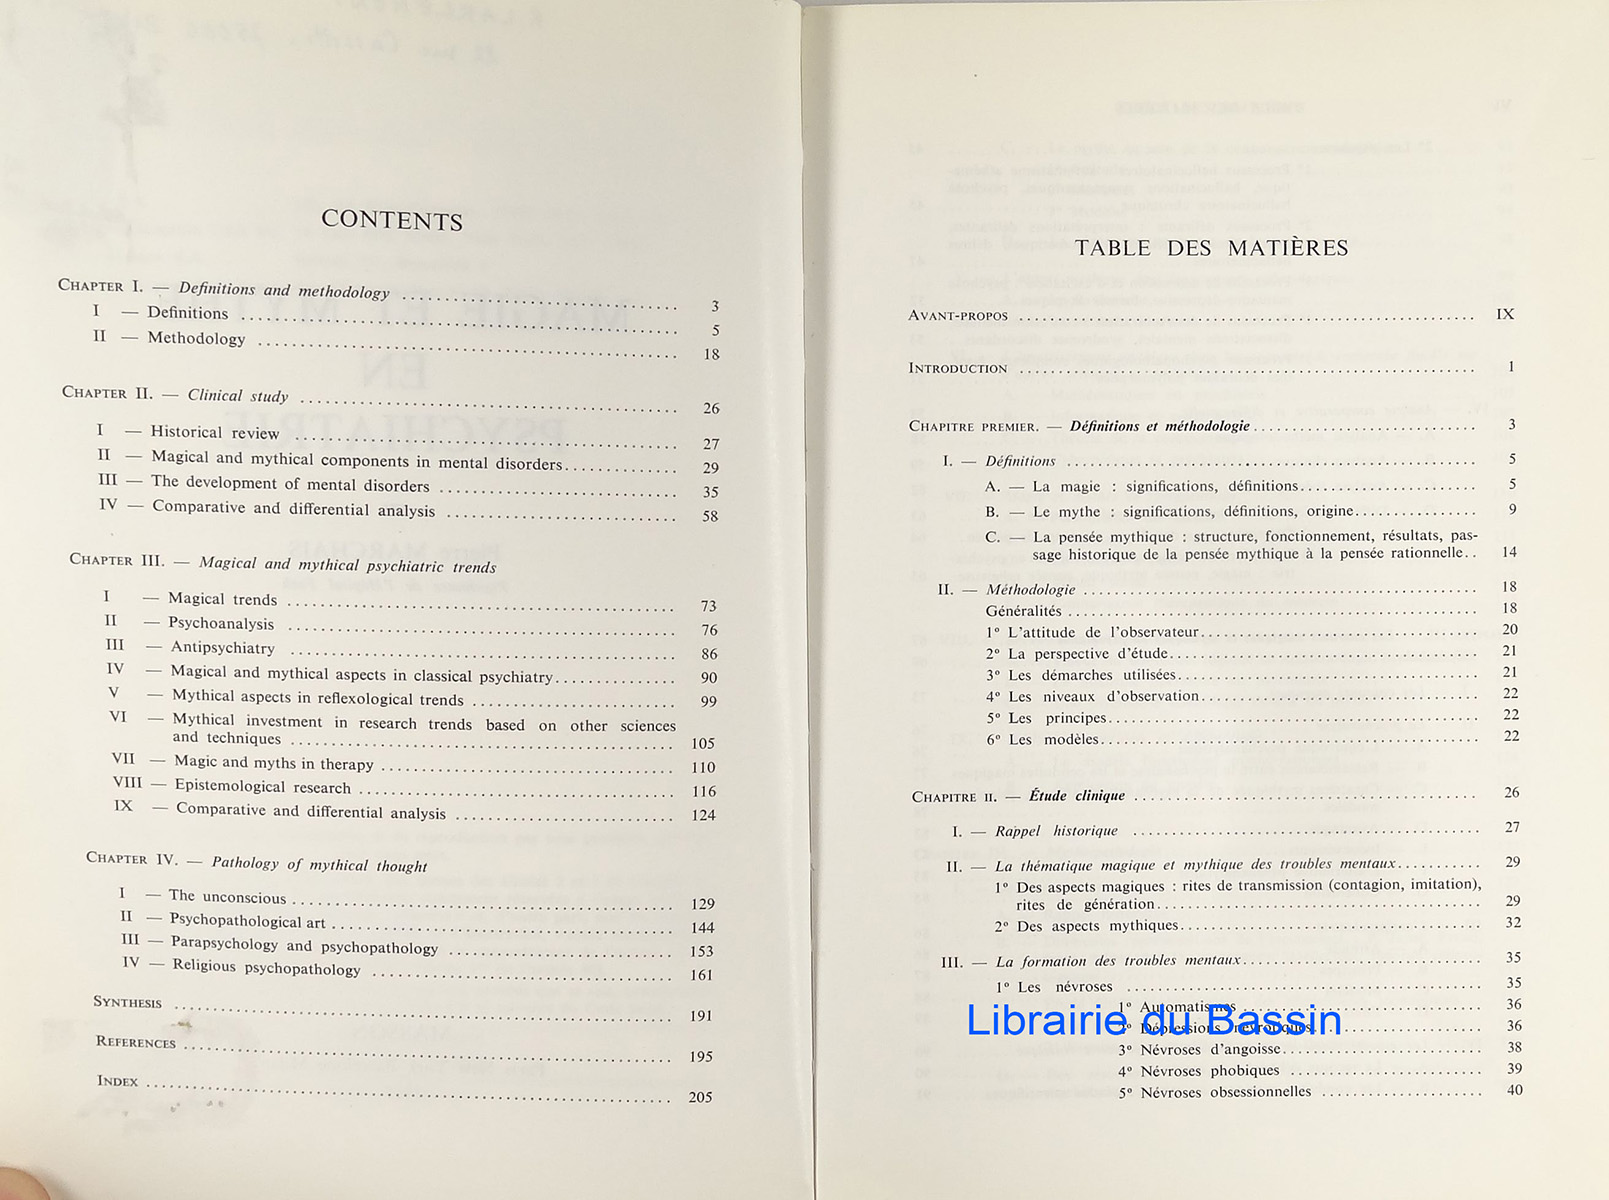 CONTENTS
CHAPTER I. — Definitions and methodology ........ 3
I — Definitions ........ 5
II — Methodology ........ 18
CHAPTER II. — Clinical study ........ 26
I — Historical review ........ 27
II — Magical and mythical components in mental disorders ........ 29
III — The development of mental disorders ........ 35
IV — Comparative and differential analysis ........ 58
CHAPTER III. — Magical and mythical psychiatric trends
I — Magical trends ........ 73
II — Psychoanalysis ........ 76
III — Antipsychiatry ........ 86
IV — Magical and mythical aspects in classical psychiatry ........ 90
V — Mythical aspects in reflexological trends ........ 99
VI — Mythical investment in research trends based on other sciences
and techniques ........ 105
VII — Magic and myths in therapy ........ 110
VIII — Epistemological research ........ 116
IX — Comparative and differential analysis ........ 124
CHAPTER IV. — Pathology of mythical thought
I — The unconscious ........ 129
II — Psychopathological art ........ 144
III — Parapsychology and psychopathology ........ 153
IV — Religious psychopathology ........ 161
SYNTHESIS ........ 191
REFERENCES ........ 195
INDEX ........ 205
TABLE DES MATIÈRES
AVANT-PROPOS ........ IX
INTRODUCTION ........ 1
CHAPITRE PREMIER. — Définitions et méthodologie ........ 3
I. — Définitions ........ 5
A. — La magie : significations, définitions ........ 5
B. — Le mythe : significations, définitions, origine ........ 9
C. — La pensée mythique : structure, fonctionnement, résultats, pas-
sage historique de la pensée mythique à la pensée rationnelle .. 14
II. — Méthodologie ........ 18
Généralités ........ 18
1° L'attitude de l'observateur ........ 20
2° La perspective d'étude ........ 21
3° Les démarches utilisées ........ 21
4° Les niveaux d'observation ........ 22
5° Les principes ........ 22
6° Les modèles ........ 22
CHAPITRE II. — Étude clinique ........ 26
I. — Rappel historique ........ 27
II. — La thématique magique et mythique des troubles mentaux ........ 29
1° Des aspects magiques : rites de transmission (contagion, imitation),
rites de génération ........ 29
2° Des aspects mythiques ........ 32
III. — La formation des troubles mentaux ........ 35
1° Les névroses ........ 35
1° Automatismes ........ 36
Librairie du Bassin
2° Dépressions névrotiques ........ 36
3° Névroses d'angoisse ........ 38
4° Névroses phobiques ........ 39
5° Névroses obsessionnelles ........ 40